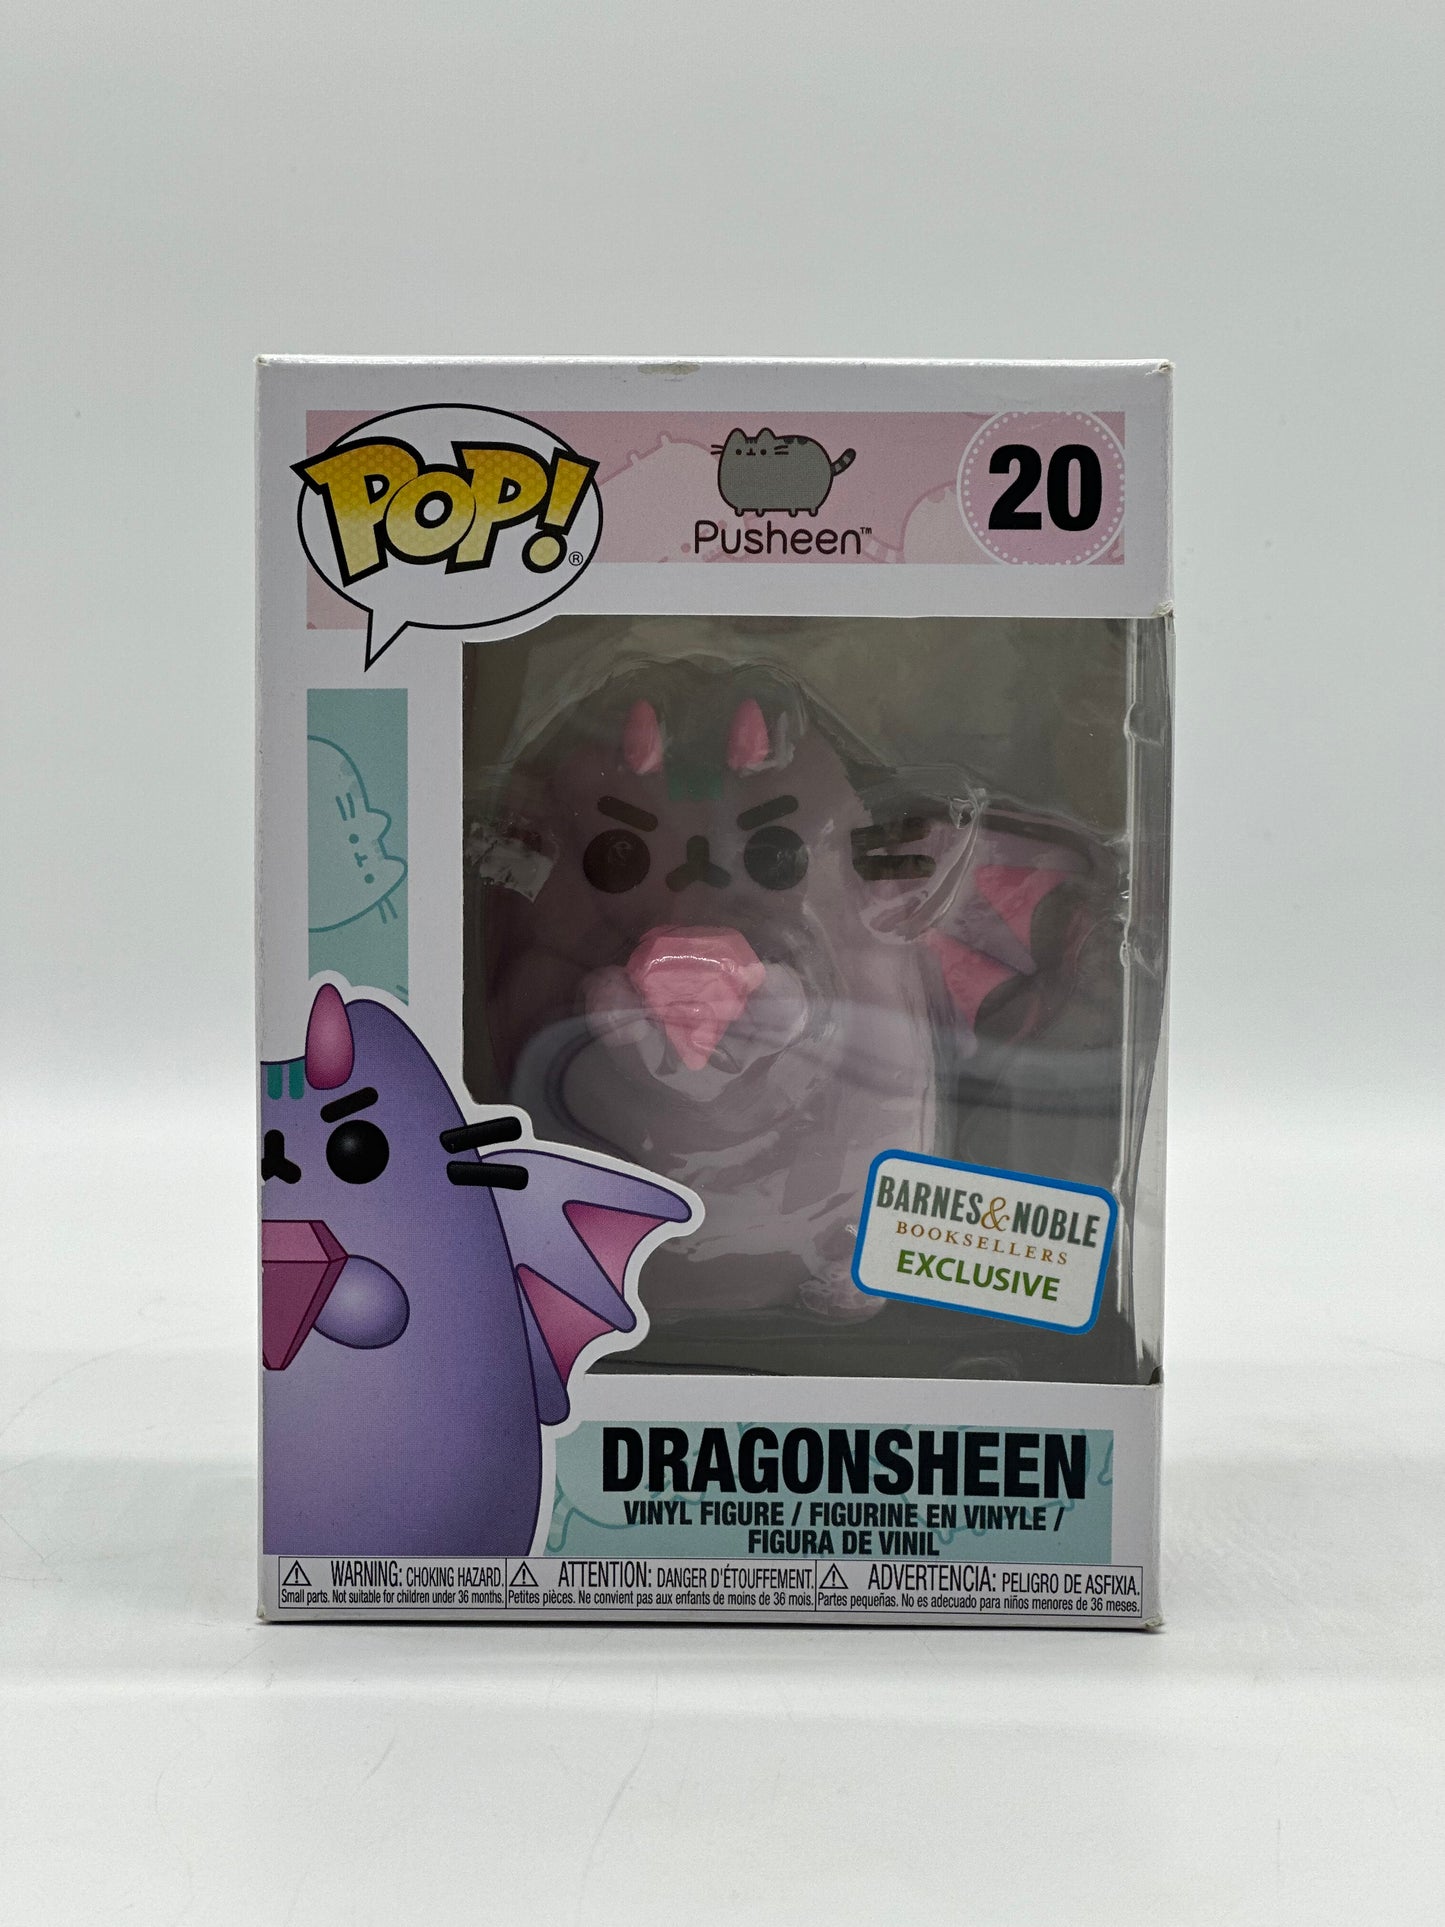 POP!®
Pusheen™
20
BARNES&NOBLE
BOOKSELLERS
EXCLUSIVE
DRAGONSHEEN
VINYL FIGURE / FIGURINE EN VINYLE /
FIGURA DE VINIL
WARNING: CHOKING HAZARD.
Small parts. Not suitable for children under 36 months.
ATTENTION: DANGER D'ÉTOUFFEMENT.
Petites pièces. Ne convient pas aux enfants de moins de 36 mois.
ADVERTENCIA: PELIGRO DE ASFIXIA.
Partes pequeñas. No es adecuado para niños menores de 36 meses.